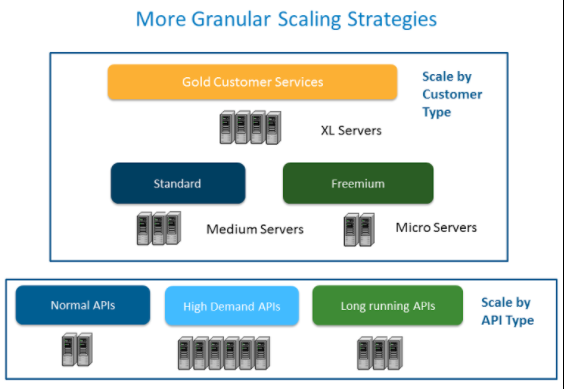 More Granular Scaling Strategies
Gold Customer Services
Scale by
Customer
Type
XL Servers
Standard
Freemium
Medium Servers
Micro Servers
Normal APIs
High Demand APIs
Long running APIs
Scale by
API Type